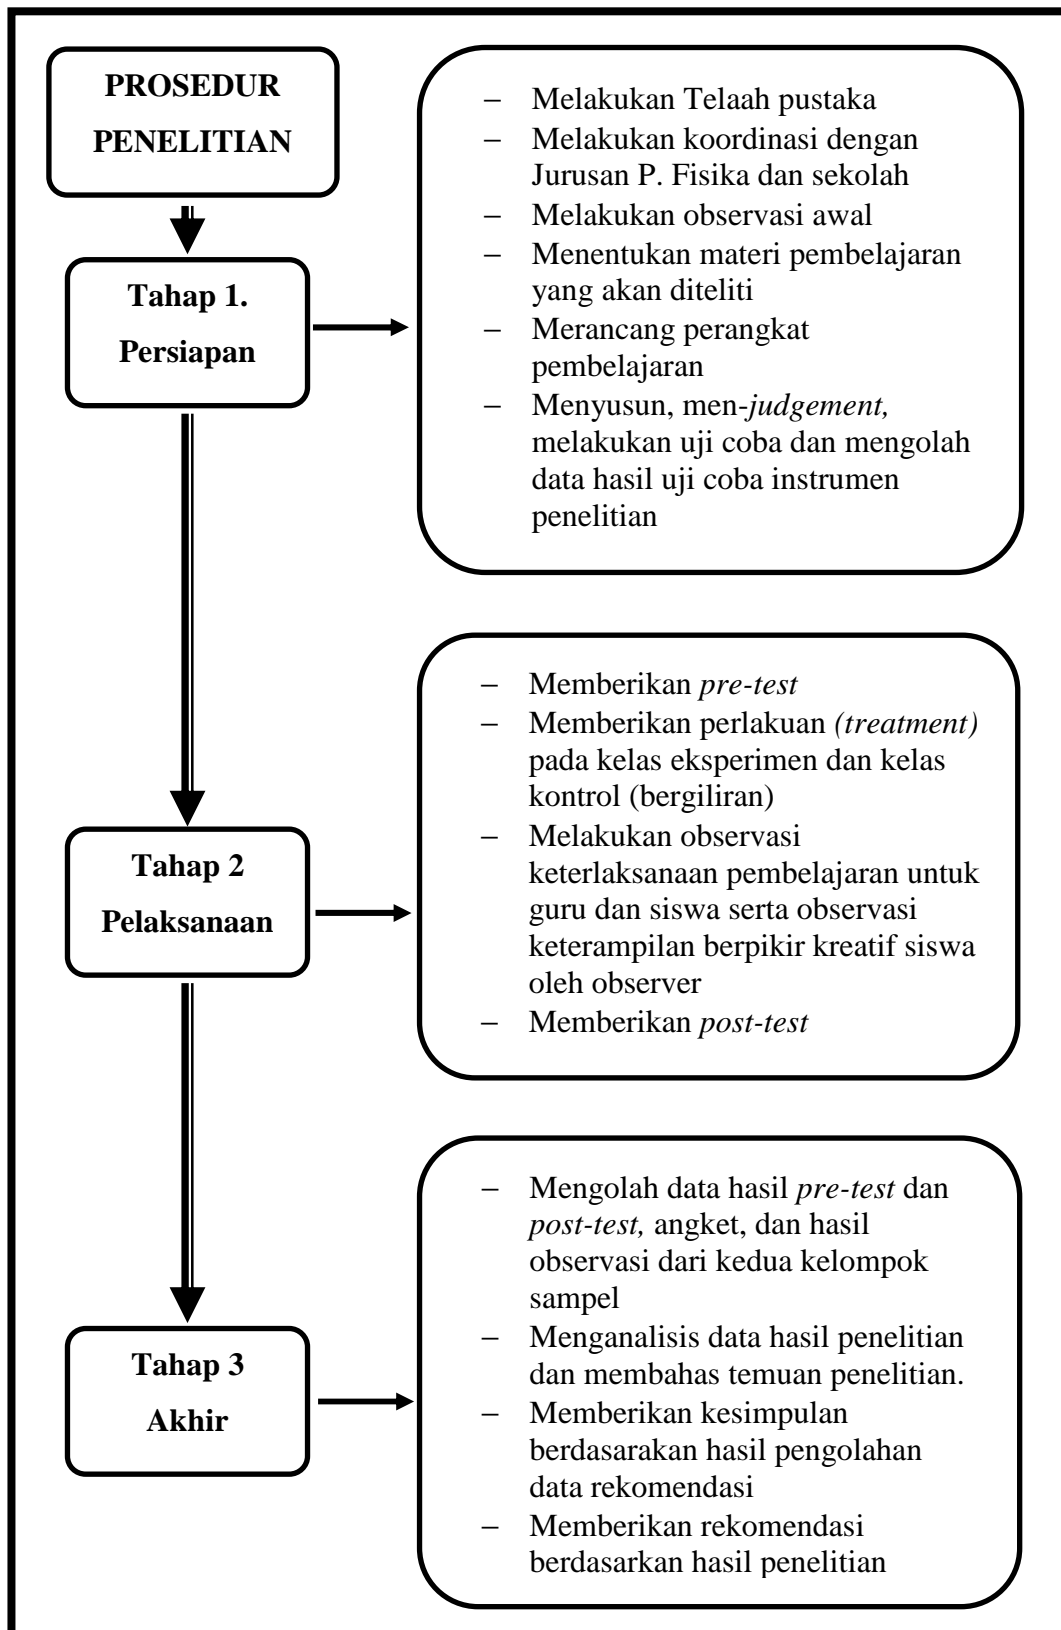 PROSEDUR
PENELITIAN
Tahap 1.
Persiapan
– Melakukan Telaah pustaka
– Melakukan koordinasi dengan
Jurusan P. Fisika dan sekolah
– Melakukan observasi awal
– Menentukan materi pembelajaran
yang akan diteliti
– Merancang perangkat
pembelajaran
– Menyusun, men-judgement,
melakukan uji coba dan mengolah
data hasil uji coba instrumen
penelitian
Tahap 2
Pelaksanaan
– Memberikan pre-test
– Memberikan perlakuan (treatment)
pada kelas eksperimen dan kelas
kontrol (bergiliran)
– Melakukan observasi
keterlaksanaan pembelajaran untuk
guru dan siswa serta observasi
keterampilan berpikir kreatif siswa
oleh observer
– Memberikan post-test
Tahap 3
Akhir
– Mengolah data hasil pre-test dan
post-test, angket, dan hasil
observasi dari kedua kelompok
sampel
– Menganalisis data hasil penelitian
dan membahas temuan penelitian.
– Memberikan kesimpulan
berdasarakan hasil pengolahan
data rekomendasi
– Memberikan rekomendasi
berdasarkan hasil penelitian